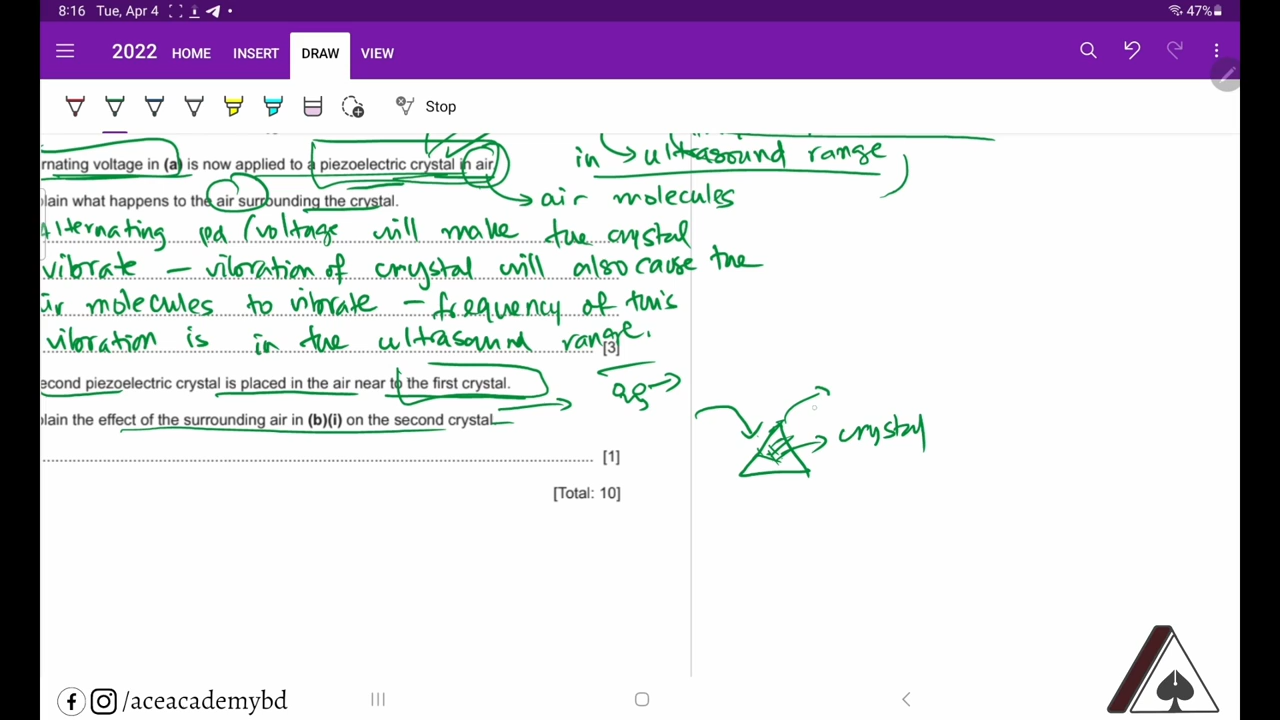 8:16 Tue, Apr 4 47%
2022 HOME INSERT DRAW VIEW
Stop
in → ultrasound range
rnating voltage in (a) is now applied to a piezoelectric crystal in air
→ air molecules
lain what happens to the air surrounding the crystal.
Alternating pd / voltage will make the crystal
vibrate – vibration of crystal will also cause the
ir molecules to vibrate – frequency of this
vibration is in the ultrasound range.
[3]
econd piezoelectric crystal is placed in the air near to the first crystal.
lain the effect of the surrounding air in (b)(i) on the second crystal.
→ crystal
[1]
[Total: 10]
/aceacademybd